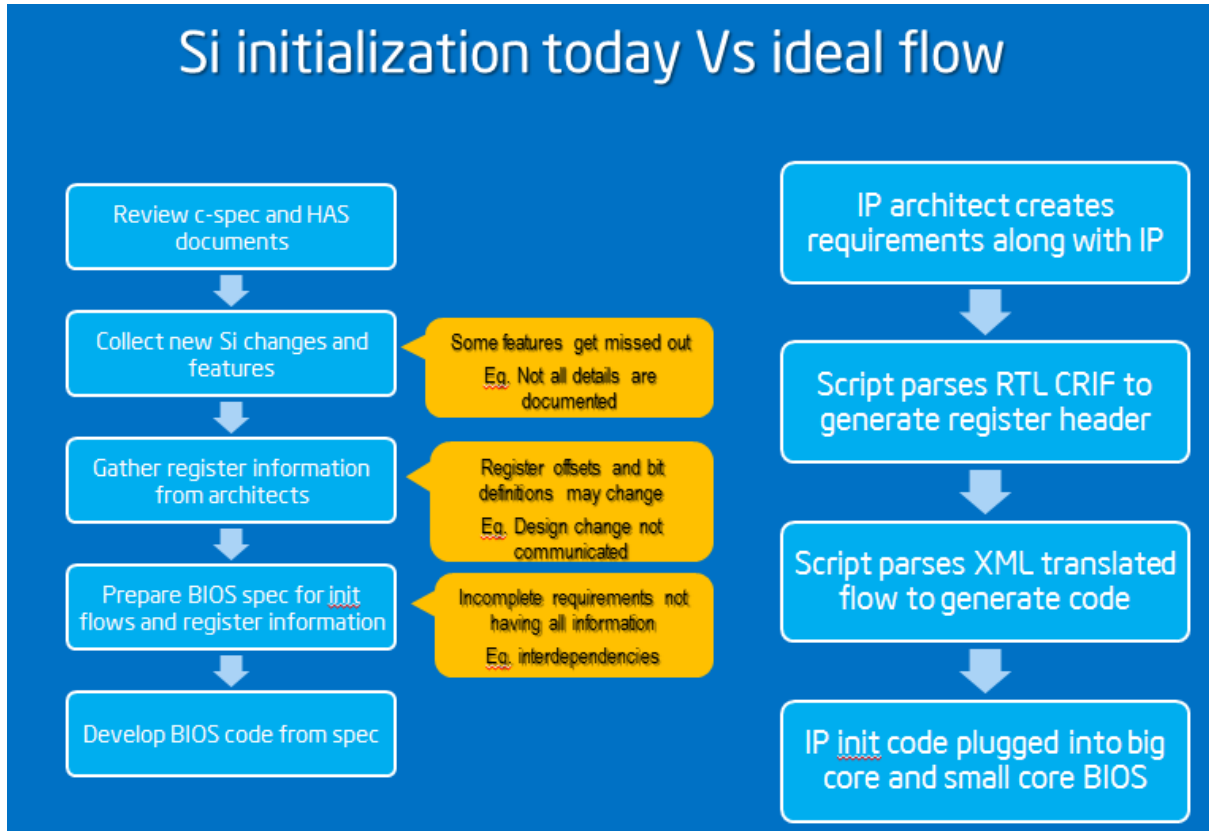 Si initialization today Vs ideal flow
Review c-spec and HAS
documents
Collect new Si changes and
features
Some features get missed out
Eg. Not all details are
documented
Gather register information
from architects
Register offsets and bit
definitions may change
Eg. Design change not
communicated
Prepare BIOS spec for init
flows and register information
Incomplete requirements not
having all information
Eg. interdependencies
Develop BIOS code from spec
IP architect creates
requirements along with IP
Script parses RTL CRIF to
generate register header
Script parses XML translated
flow to generate code
IP init code plugged into big
core and small core BIOS